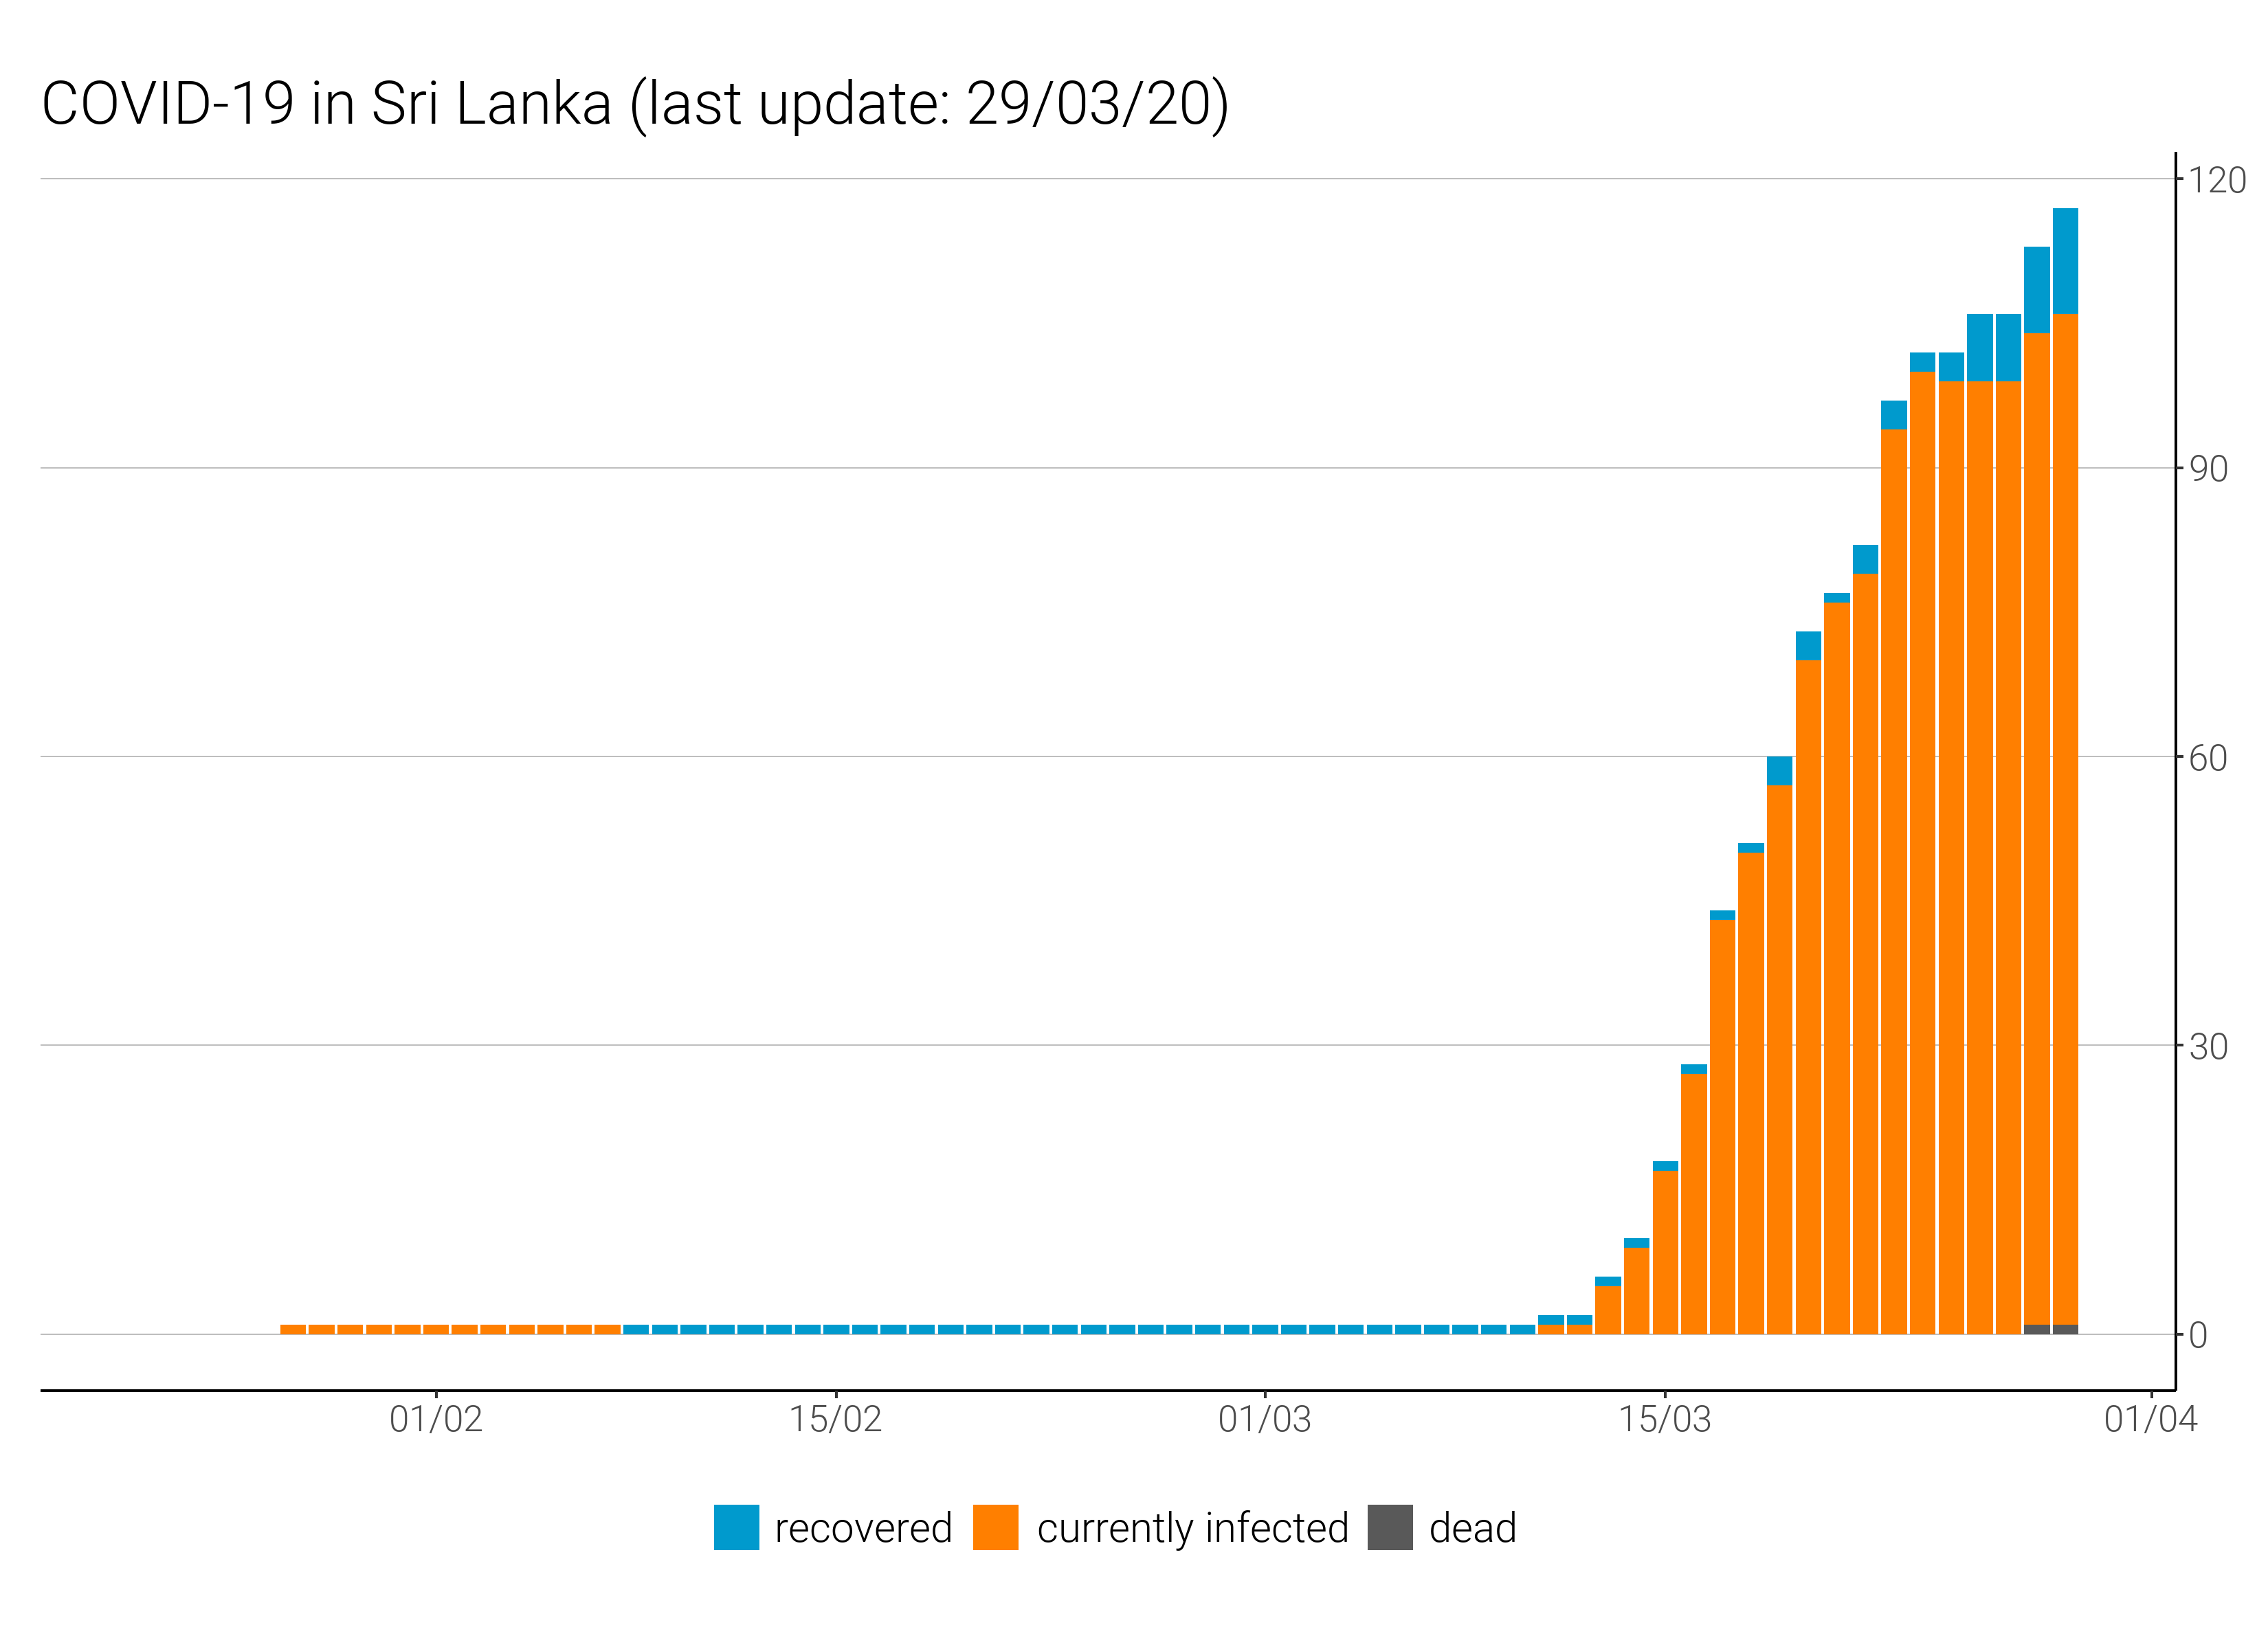 COVID-19 in Sri Lanka (last update: 29/03/20)
120
90
60
30
0
01/02 15/02 01/03 15/03 01/04
recovered currently infected dead